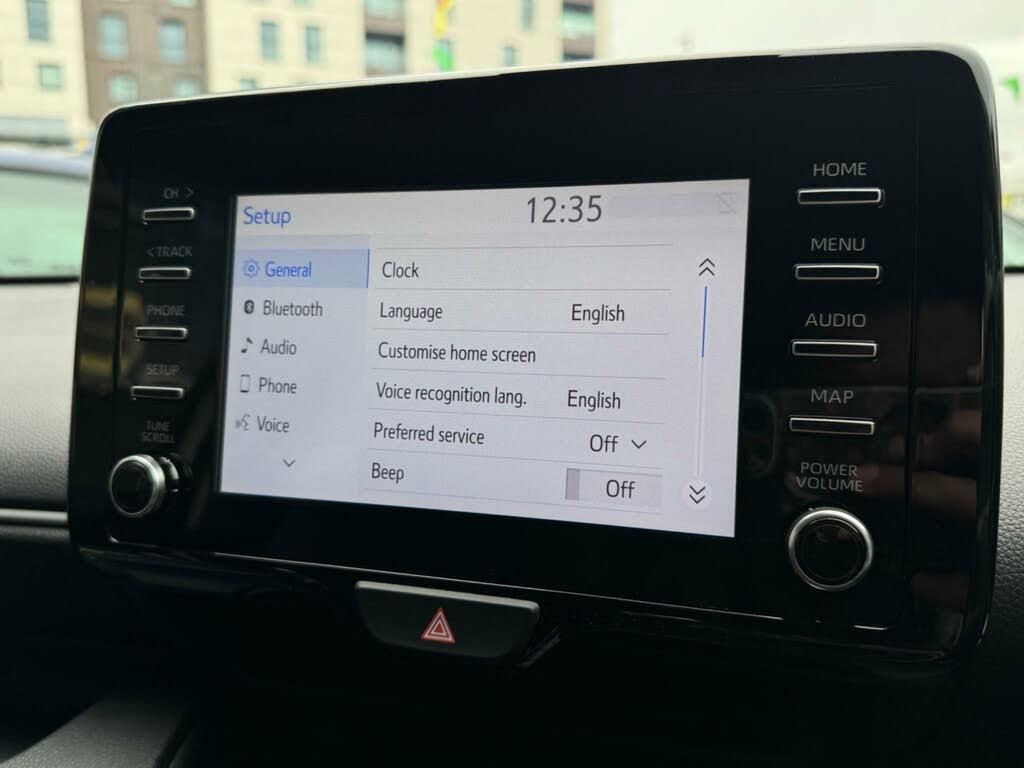 CH >
< TRACK
PHONE
SETUP
TUNE
SCROLL
Setup
12:35
General
Bluetooth
Audio
Phone
Voice
Clock
Language English
Customise home screen
Voice recognition lang. English
Preferred service Off
Beep Off
HOME
MENU
AUDIO
MAP
POWER
VOLUME